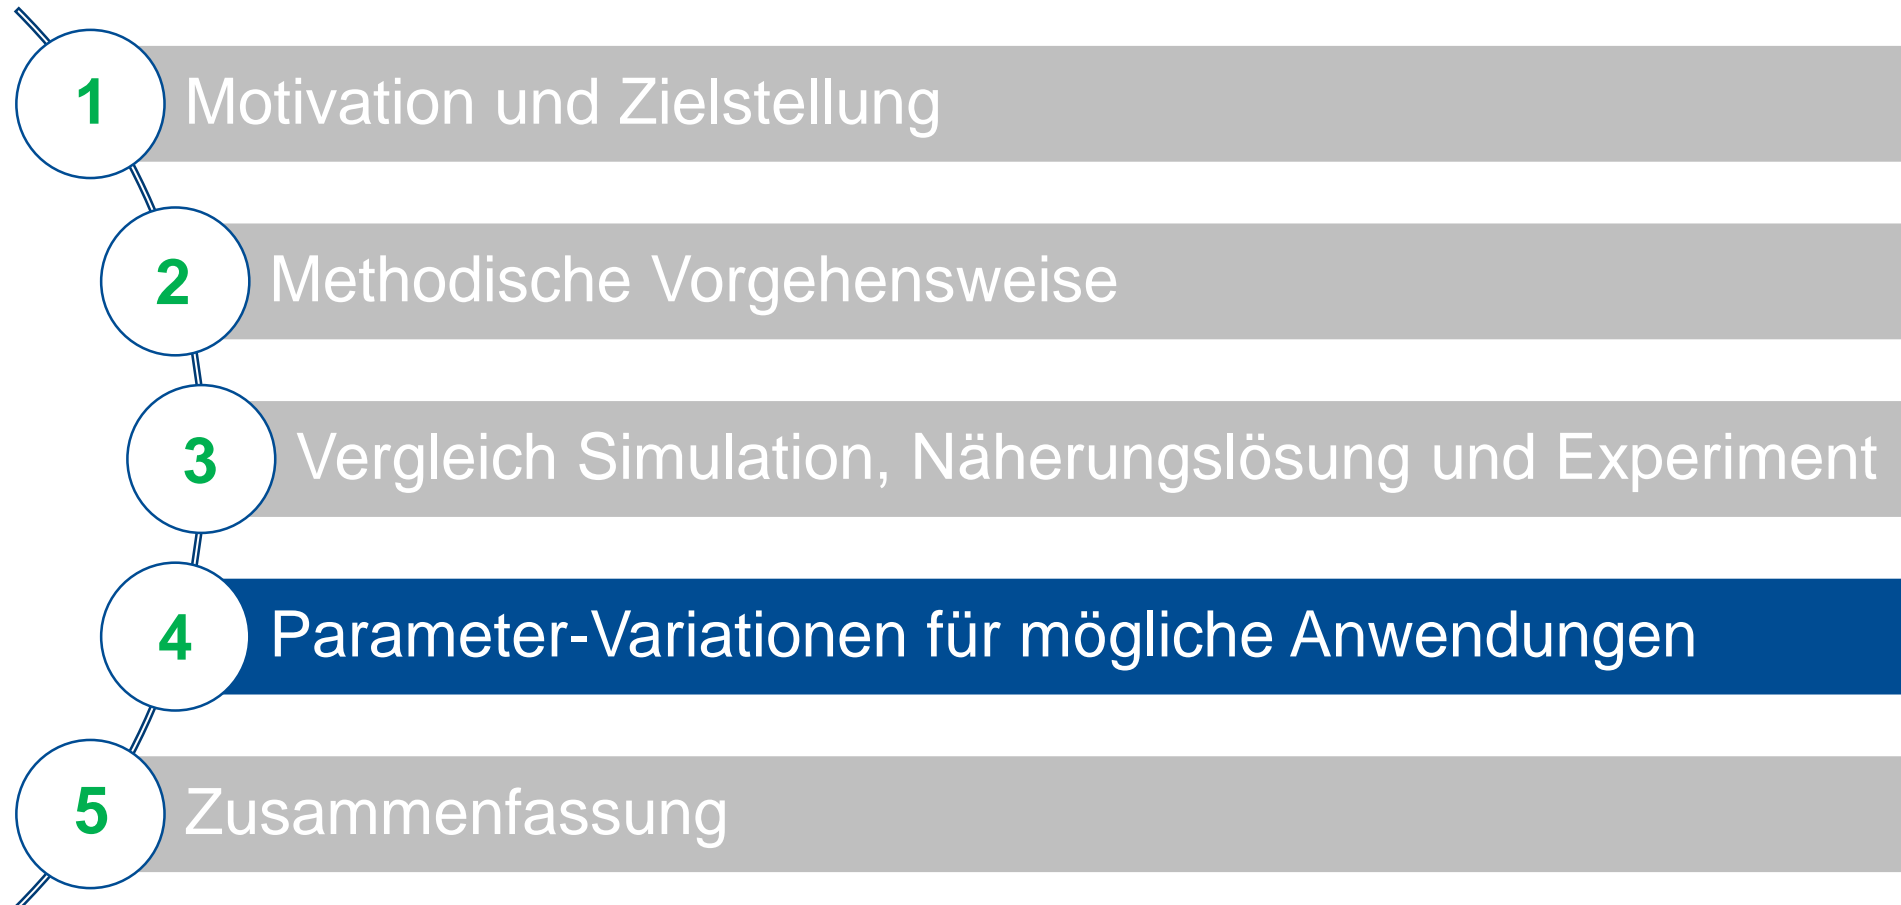 1 Motivation und Zielstellung
2 Methodische Vorgehensweise
3 Vergleich Simulation, Näherungslösung und Experiment
4 Parameter-Variationen für mögliche Anwendungen
5 Zusammenfassung